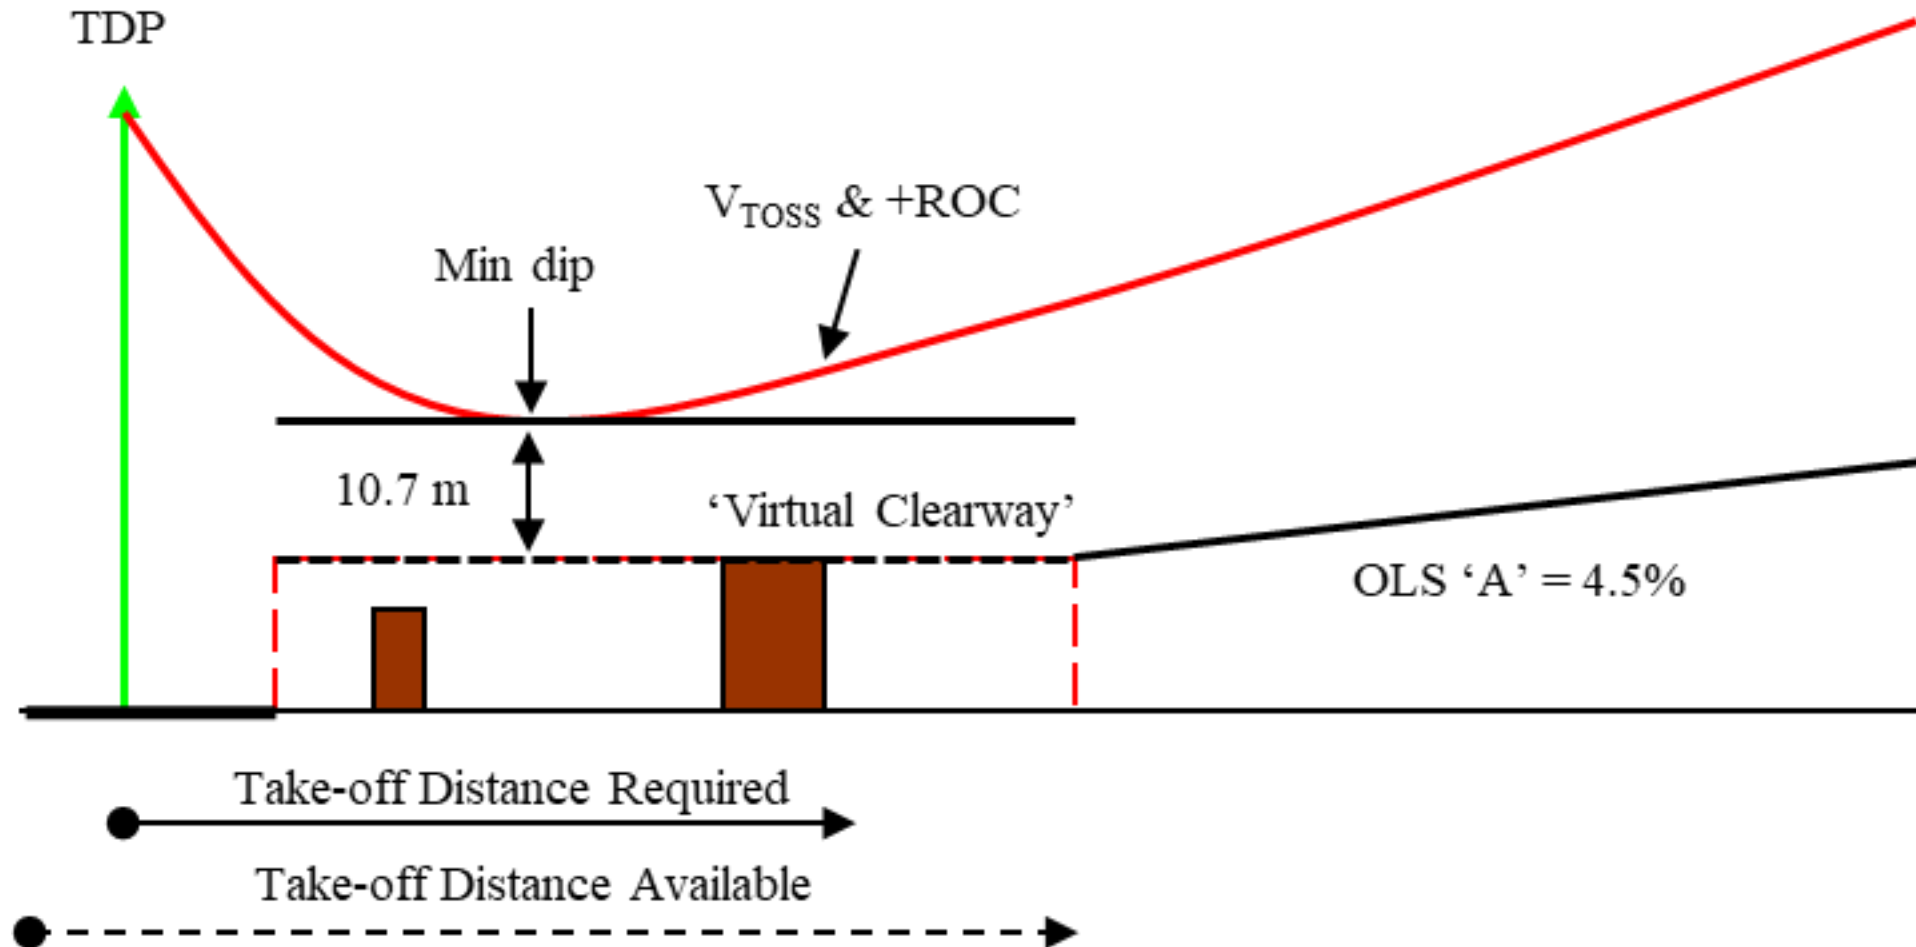 TDP
V_TOSS & +ROC
Min dip
10.7 m
‘Virtual Clearway’
OLS ‘A’ = 4.5%
Take-off Distance Required
Take-off Distance Available